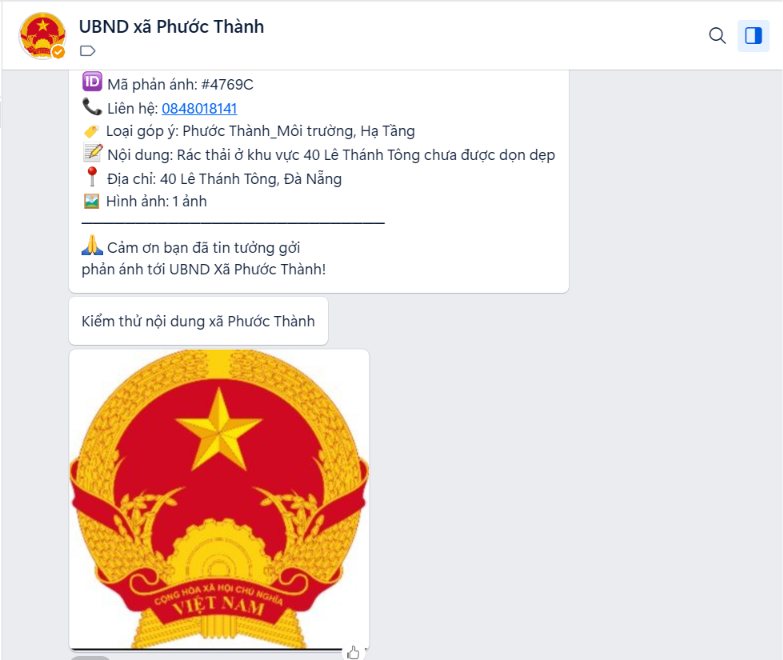 UBND xã Phước Thành
ID Mã phản ánh: #4769C
Liên hệ: 0848018141
Loại góp ý: Phước Thành_Môi trường, Hạ Tầng
Nội dung: Rác thải ở khu vực 40 Lê Thánh Tông chưa được dọn dẹp
Địa chỉ: 40 Lê Thánh Tông, Đà Nẵng
Hình ảnh: 1 ảnh
Cảm ơn bạn đã tin tưởng gởi
phản ánh tới UBND Xã Phước Thành!
Kiểm thử nội dung xã Phước Thành
CỘNG HÒA XÃ HỘI CHỦ NGHĨA
VIỆT NAM